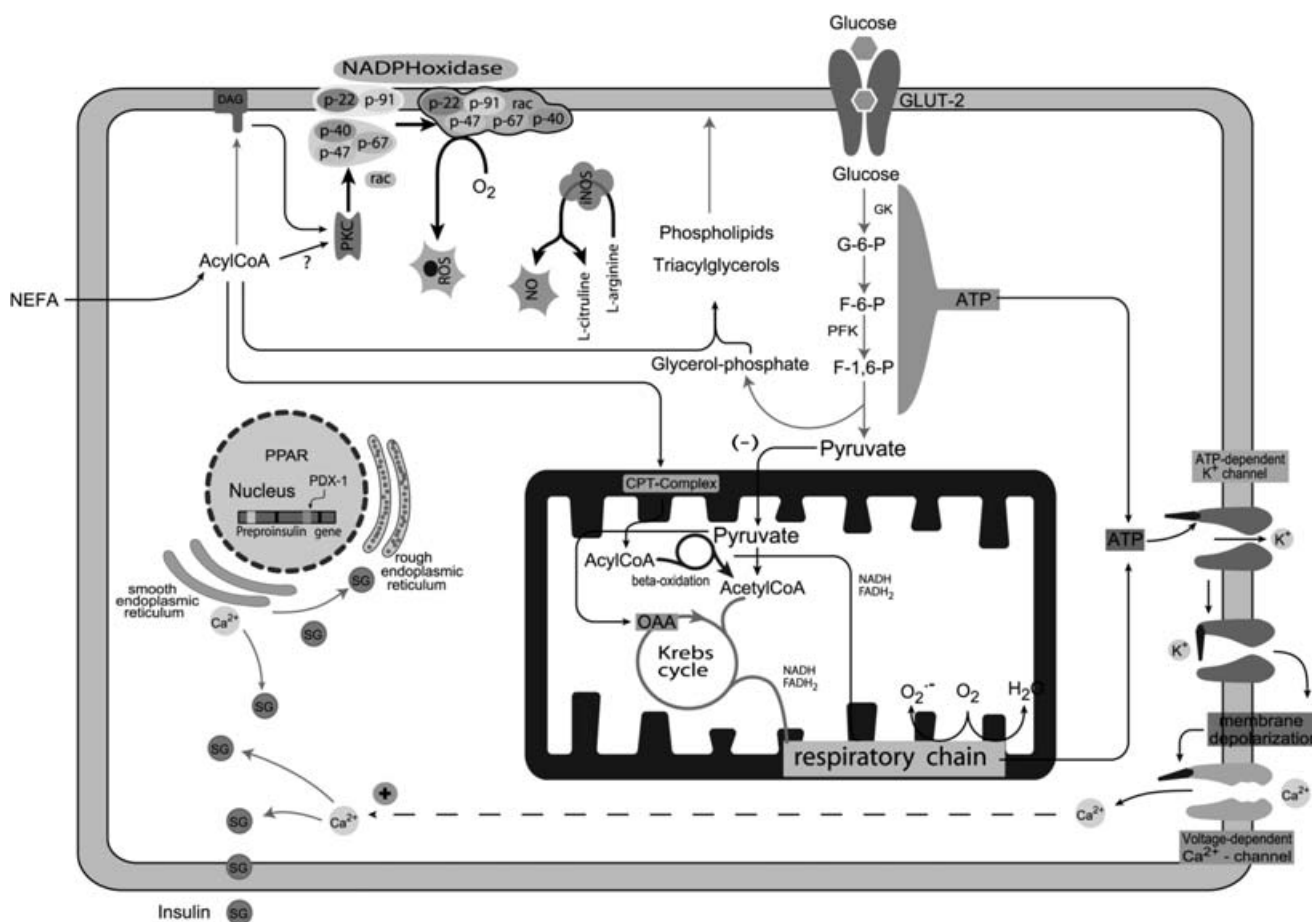 Glucose
NADPHoxidase
DAG
p-22
p-91
p-22
p-91
rac
p-47
p-67
p-40
GLUT-2
p-40
p-67
p-47
rac
O₂
iNOS
Glucose
GK
PKC
ROS
NO
L-citruline
L-arginine
Phospholipids
Triacylglycerols
G-6-P
AcylCoA
?
NEFA
F-6-P
ATP
PFK
Glycerol-phosphate
F-1,6-P
(-)
Pyruvate
PPAR
PDX-1
Nucleus
Preproinsulin gene
CPT-Complex
ATP-dependent
K⁺ channel
Pyruvate
ATP
K⁺
AcylCoA
beta-oxidation
AcetylCoA
NADH
FADH₂
rough
endoplasmic
reticulum
SG
smooth
endoplasmic
reticulum
Ca²⁺
SG
OAA
Krebs
cycle
NADH
FADH₂
K⁺
O₂·⁻
O₂
H₂O
SG
membrane
depolarization
SG
respiratory chain
+
Ca²⁺
Ca²⁺
SG
Ca²⁺
Voltage-dependent
Ca²⁺ - channel
SG
Insulin
SG